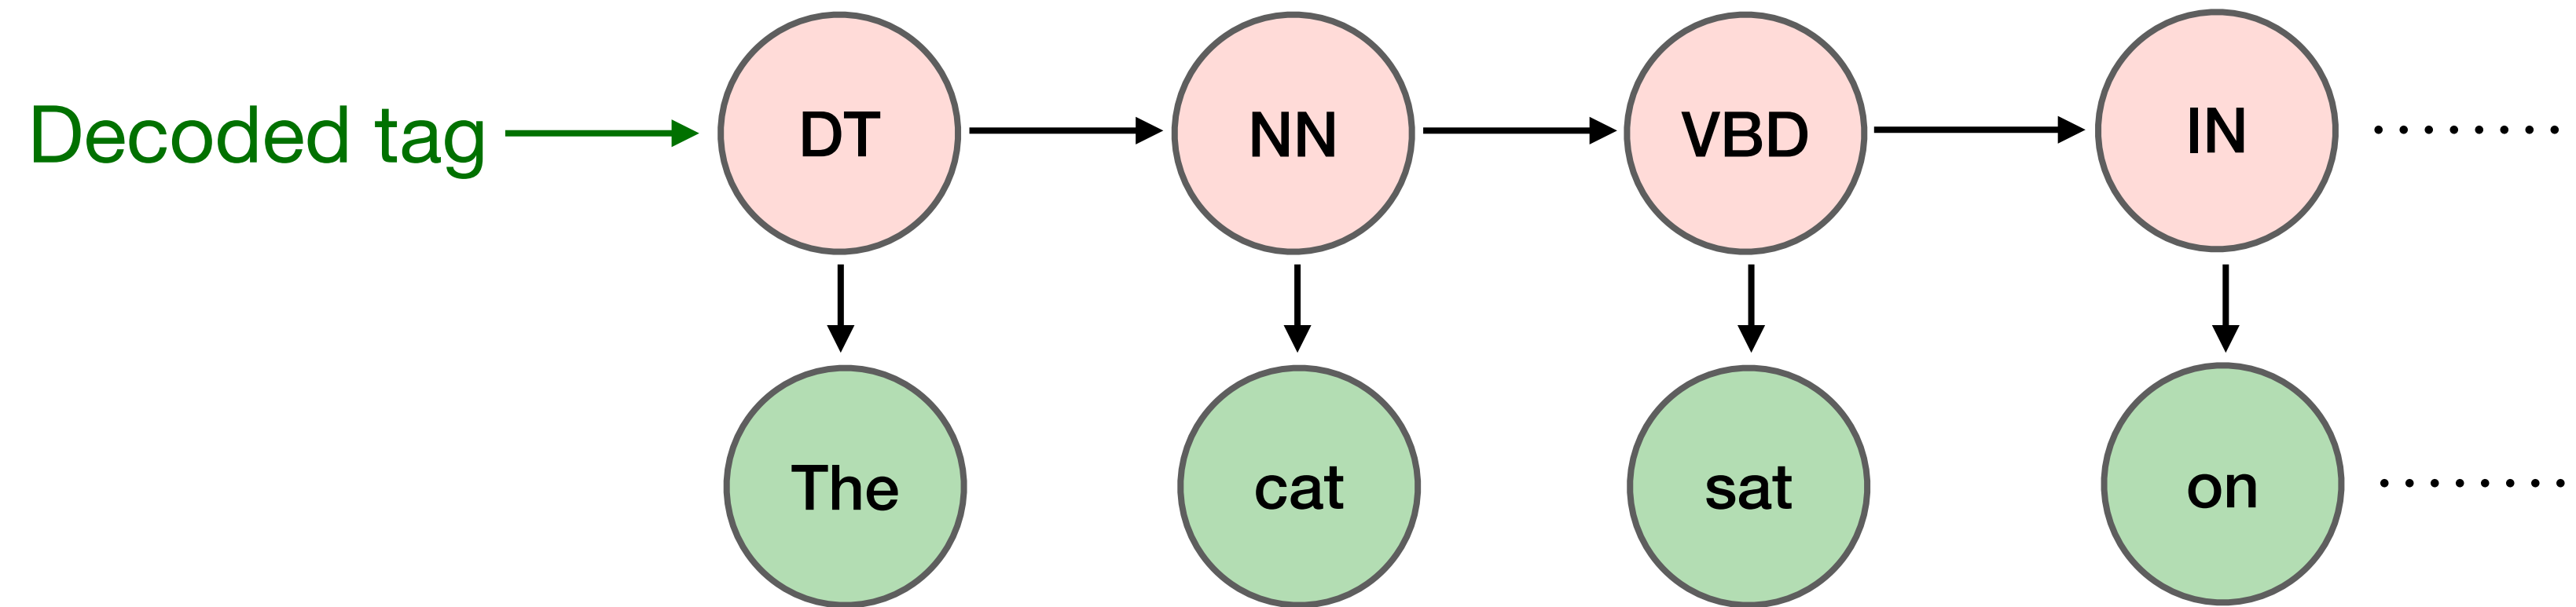 Decoded tag DT NN VBD IN ........
The cat sat on ........